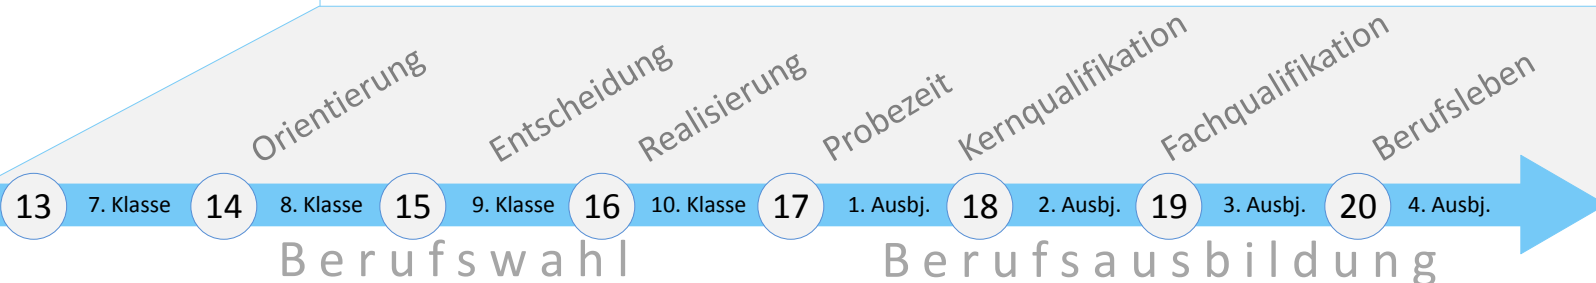 Orientierung
Entscheidung
Realisierung
Probezeit
Kernqualifikation
Fachqualifikation
Berufsleben
13 7. Klasse 14 8. Klasse 15 9. Klasse 16 10. Klasse 17 1. Ausbj. 18 2. Ausbj. 19 3. Ausbj. 20 4. Ausbj.
Berufswahl
Berufsausbildung